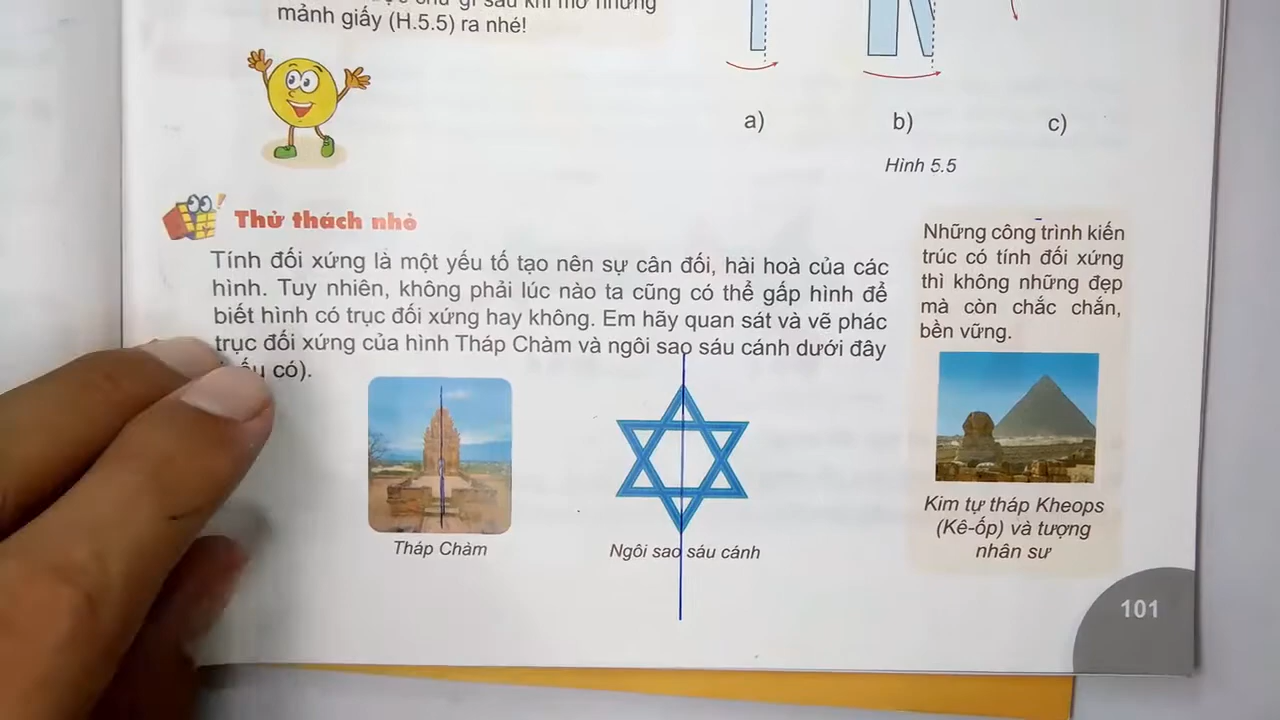 mảnh giấy (H.5.5) ra nhé!
a)
b)
c)
Hình 5.5
Thử thách nhỏ
Tính đối xứng là một yếu tố tạo nên sự cân đối, hài hoà của các
hình. Tuy nhiên, không phải lúc nào ta cũng có thể gấp hình để
biết hình có trục đối xứng hay không. Em hãy quan sát và vẽ phác
trục đối xứng của hình Tháp Chàm và ngôi sao sáu cánh dưới đây
có).
Tháp Chàm
Ngôi sao sáu cánh
Những công trình kiến
trúc có tính đối xứng
thì không những đẹp
mà còn chắc chắn,
bền vững.
Kim tự tháp Kheops
(Kê-ốp) và tượng
nhân sư
101